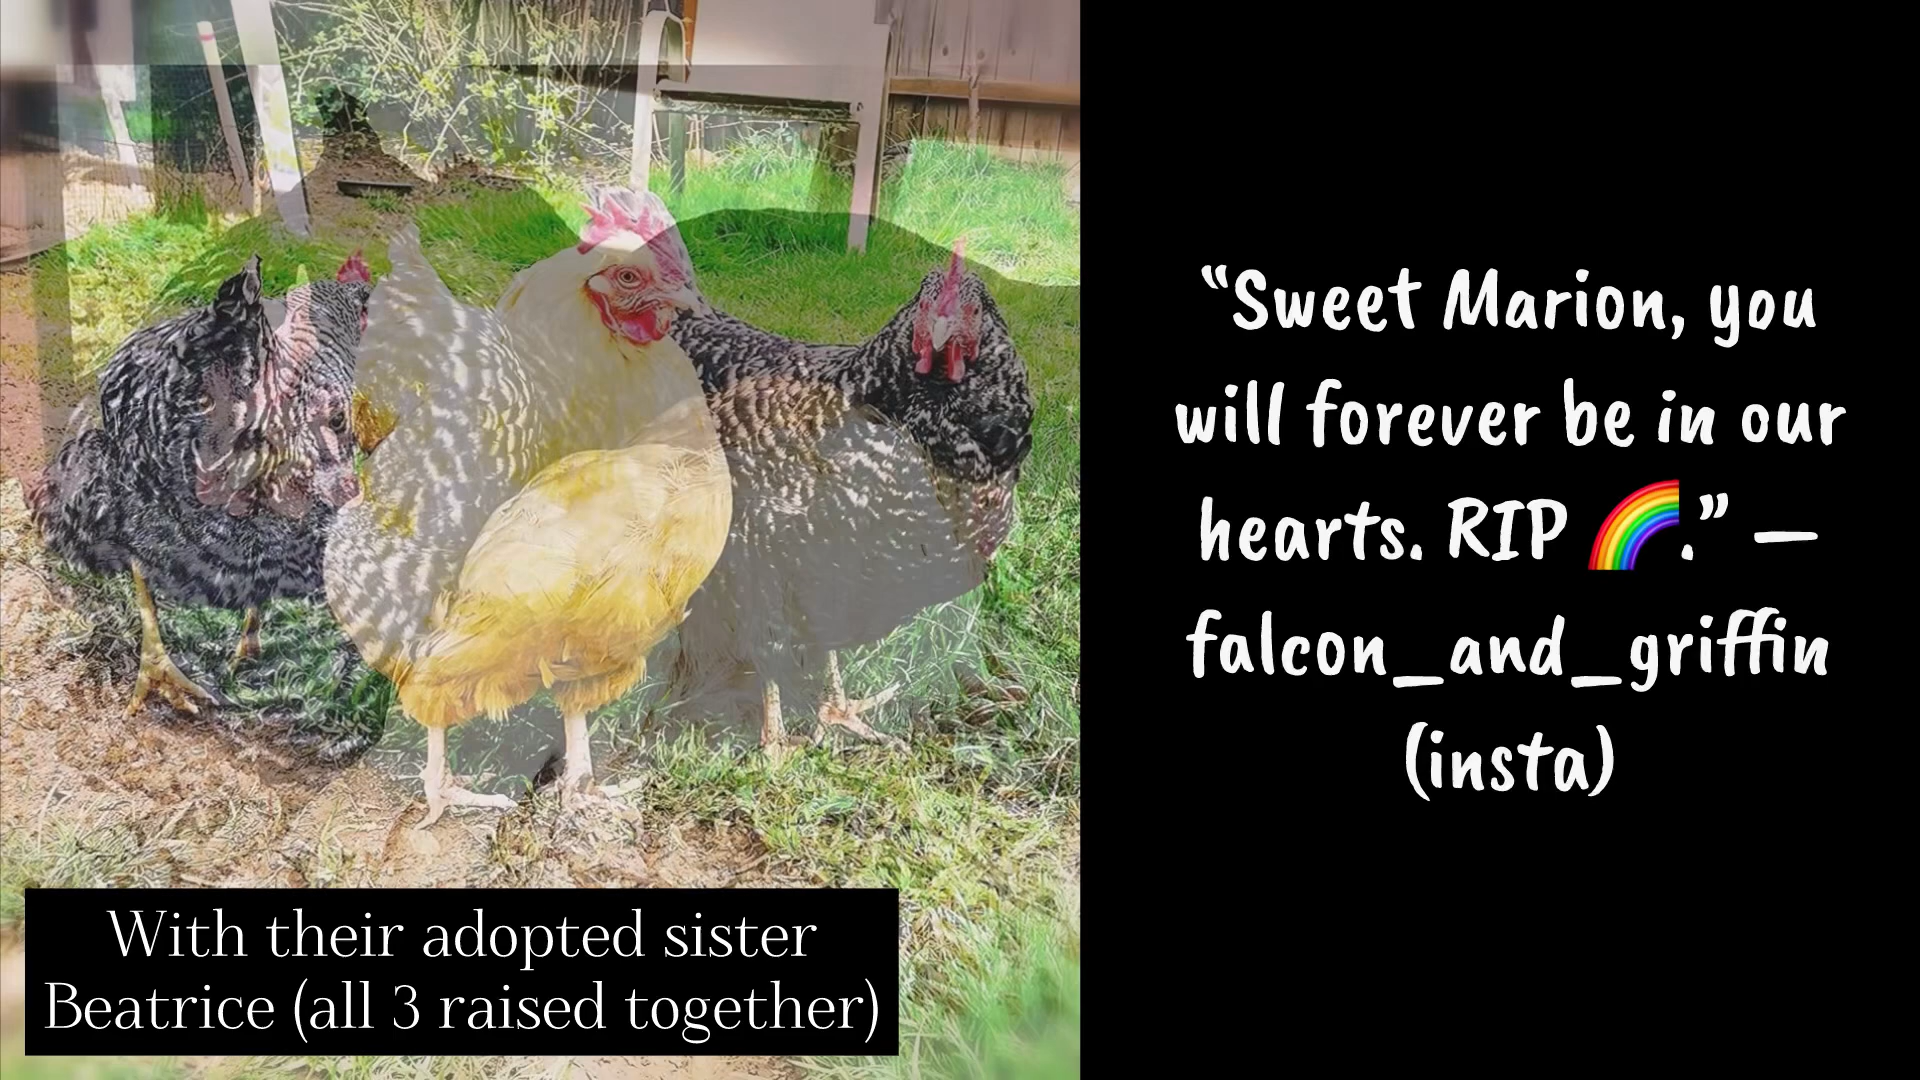 With their adopted sister
Beatrice (all 3 raised together)
“Sweet Marion, you
will forever be in our
hearts. RIP 🌈.” —
falcon_and_griffin
(insta)